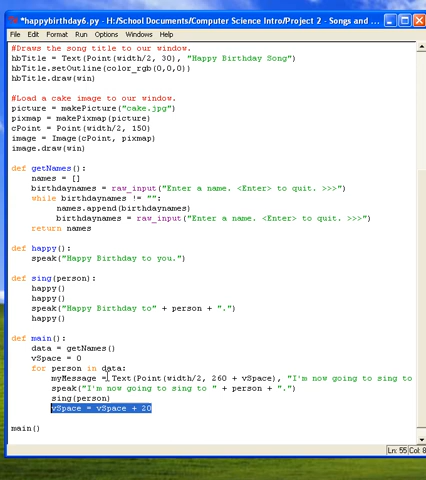 *happybirthday6.py - H:/School Documents/Computer Science Intro/Project 2 - Songs and ...
File Edit Format Run Options Windows Help
#Draws the song title to our window.
hbTitle = Text(Point(width/2, 30), "Happy Birthday Song")
hbTitle.setOutline(color_rgb(0,0,0))
hbTitle.draw(win)
#Load a cake image to our window.
picture = makePicture("cake.jpg")
pixmap = makePixmap(picture)
cPoint = Point(width/2, 150)
image = Image(cPoint, pixmap)
image.draw(win)
def getNames():
names = []
birthdaynames = raw_input("Enter a name. <Enter> to quit. >>>")
while birthdaynames != "":
names.append(birthdaynames)
birthdaynames = raw_input("Enter a name. <Enter> to quit. >>>")
return names
def happy():
speak("Happy Birthday to you.")
def sing(person):
happy()
happy()
speak("Happy Birthday to" + person + ".")
happy()
def main():
data = getNames()
vSpace = 0
for person in data:
myMessage = Text(Point(width/2, 260 + vSpace), "I'm now going to sing to
speak("I'm now going to sing to " + person + ".")
sing(person)
vSpace = vSpace + 20
main()
Ln: 55 Col: 8